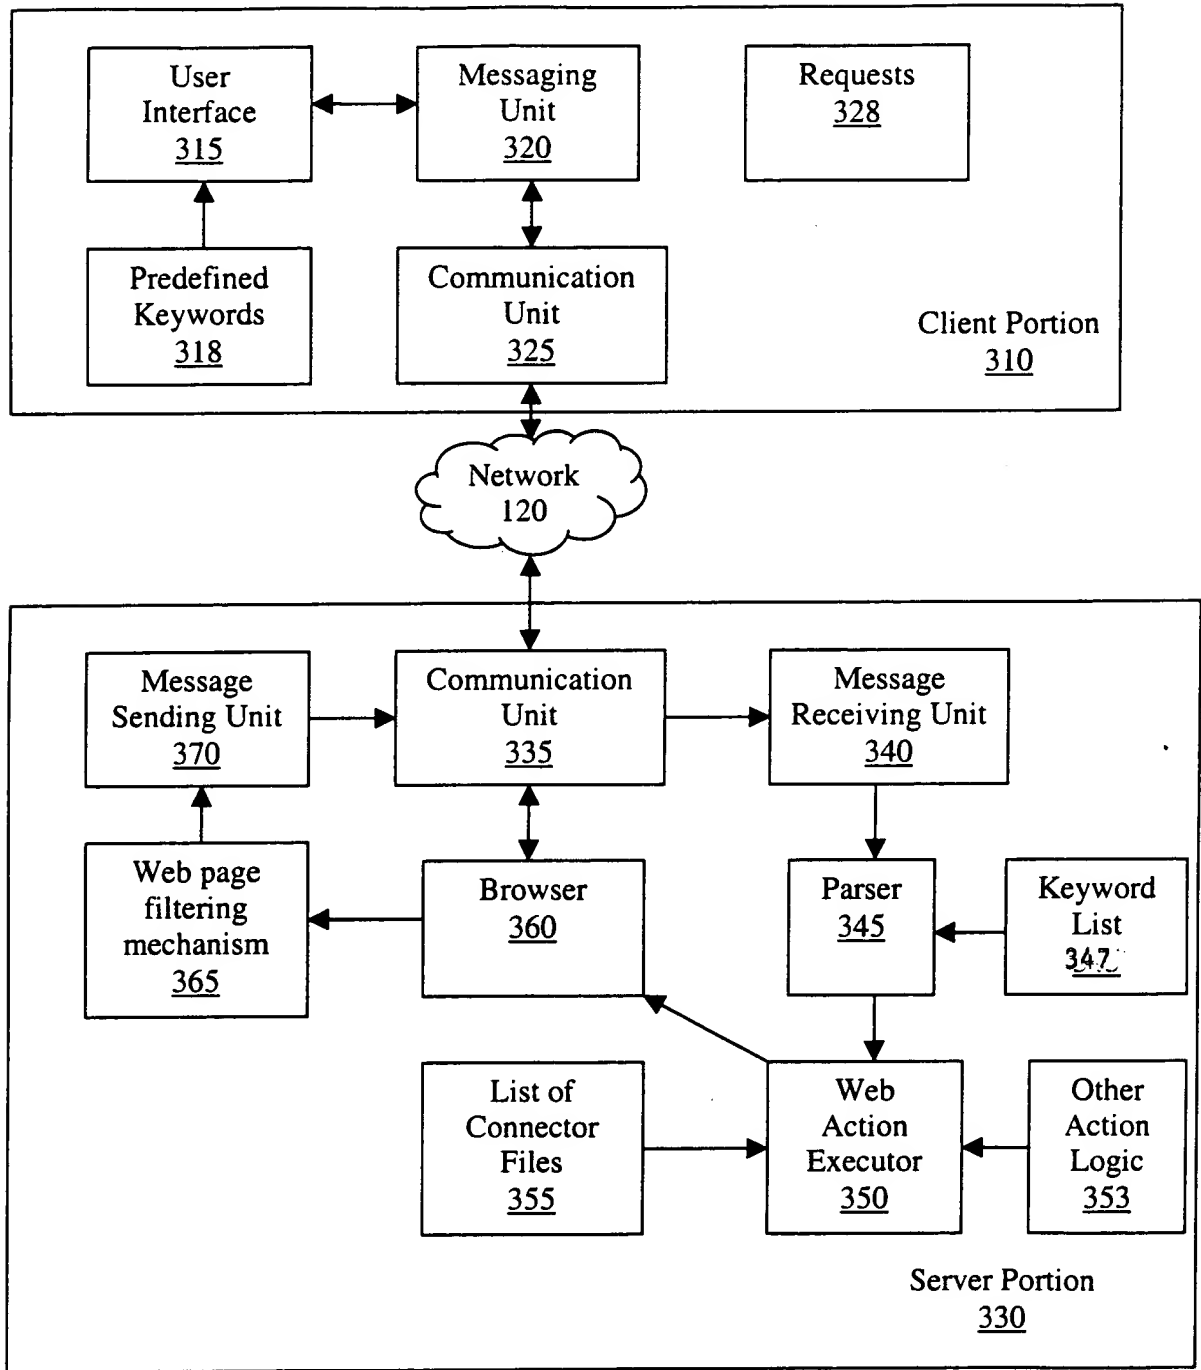 User
Interface
315
Messaging
Unit
320
Requests
328
Predefined
Keywords
318
Communication
Unit
325
Client Portion
310
Network
120
Message
Sending Unit
370
Communication
Unit
335
Message
Receiving Unit
340
Web page
filtering
mechanism
365
Browser
360
Parser
345
Keyword
List
347
List of
Connector
Files
355
Web
Action
Executor
350
Other
Action
Logic
353
Server Portion
330